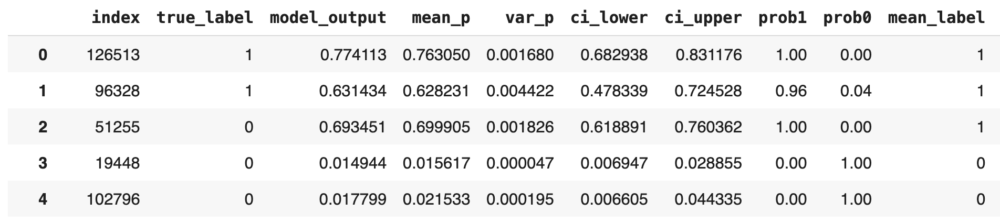 index true_label model_output mean_p var_p ci_lower ci_upper prob1 prob0 mean_label
0 126513 1 0.774113 0.763050 0.001680 0.682938 0.831176 1.00 0.00 1
1 96328 1 0.631434 0.628231 0.004422 0.478339 0.724528 0.96 0.04 1
2 51255 0 0.693451 0.699905 0.001826 0.618891 0.760362 1.00 0.00 1
3 19448 0 0.014944 0.015617 0.000047 0.006947 0.028855 0.00 1.00 0
4 102796 0 0.017799 0.021533 0.000195 0.006605 0.044335 0.00 1.00 0